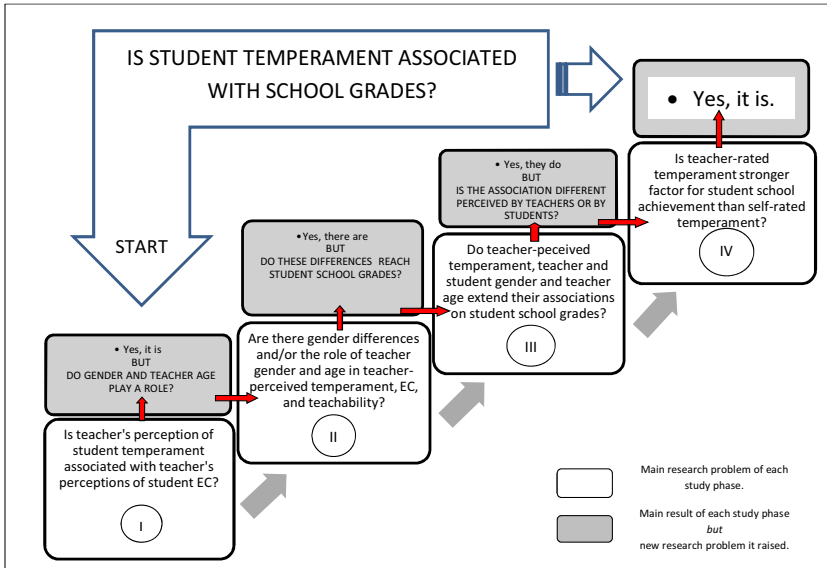 IS STUDENT TEMPERAMENT ASSOCIATED
WITH SCHOOL GRADES?
START
• Yes, it is
BUT
DO GENDER AND TEACHER AGE
PLAY A ROLE?
Is teacher's perception of
student temperament
associated with teacher's
perceptions of student EC?
I
•Yes, there are
BUT
DO THESE DIFFERENCES REACH
STUDENT SCHOOL GRADES?
Are there gender differences
and/or the role of teacher
gender and age in teacher-
perceived temperament, EC,
and teachability?
II
• Yes, they do
BUT
IS THE ASSOCIATION DIFFERENT
PERCEIVED BY TEACHERS OR BY
STUDENTS?
Do teacher-peceived
temperament, teacher and
student gender and teacher
age extend their associations
on student school grades?
III
• Yes, it is.
Is teacher-rated
temperament stronger
factor for student school
achievement than self-rated
temperament?
IV
Main research problem of each
study phase.
Main result of each study phase
but
new research problem it raised.